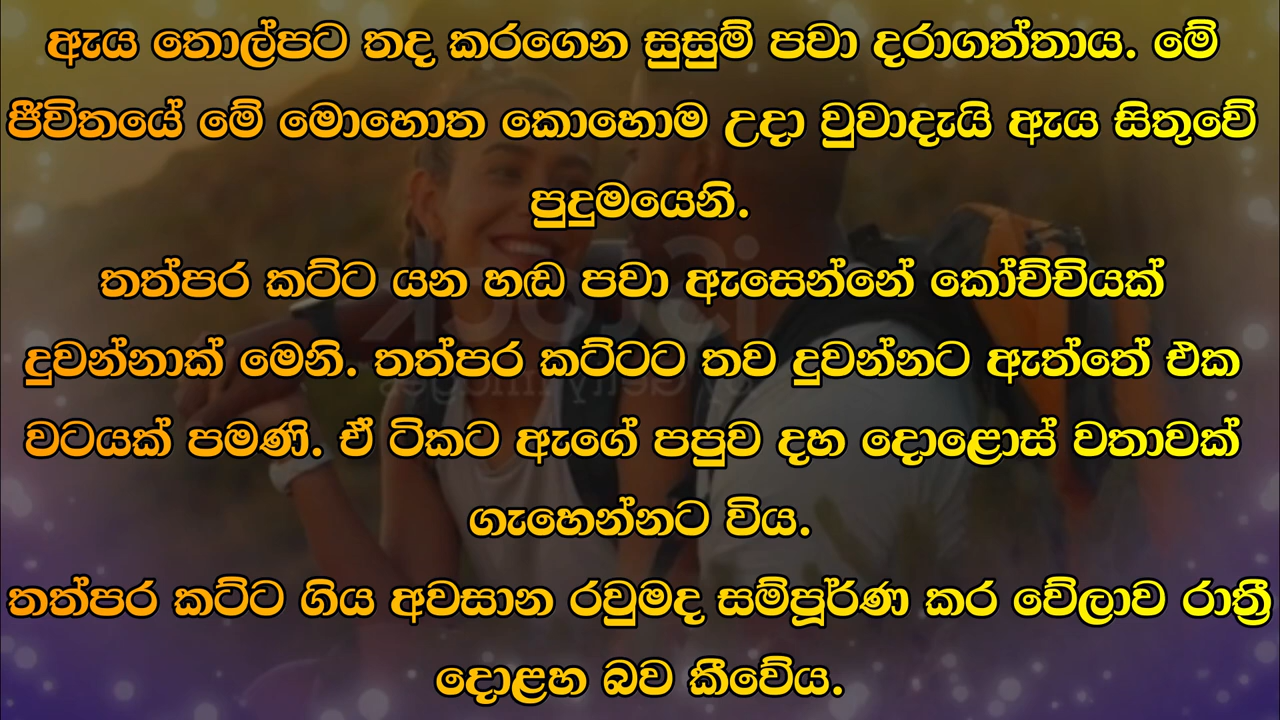 ඇය තොල්පට තද කරගෙන සුසුම් පවා දරාගත්තාය. මේ
ජීවිතයේ මේ මොහොත කොහොම උදා වුවාදැයි ඇය සිතුවේ
පුදුමයෙනි.
තත්පර කට්ට යන හඬ පවා ඇසෙන්නේ කෝච්චියක්
දුවන්නාක් මෙනි. තත්පර කට්ටට තව දුවන්නට ඇත්තේ එක
වටයක් පමණි. ඒ ටිකට ඇගේ පපුව දහ දොළොස් වතාවක්
ගැහෙන්නට විය.
තත්පර කට්ට ගිය අවසාන රවුමද සම්පූර්ණ කර වේලාව රාත්‍රී
දොළහ බව කීවේය.